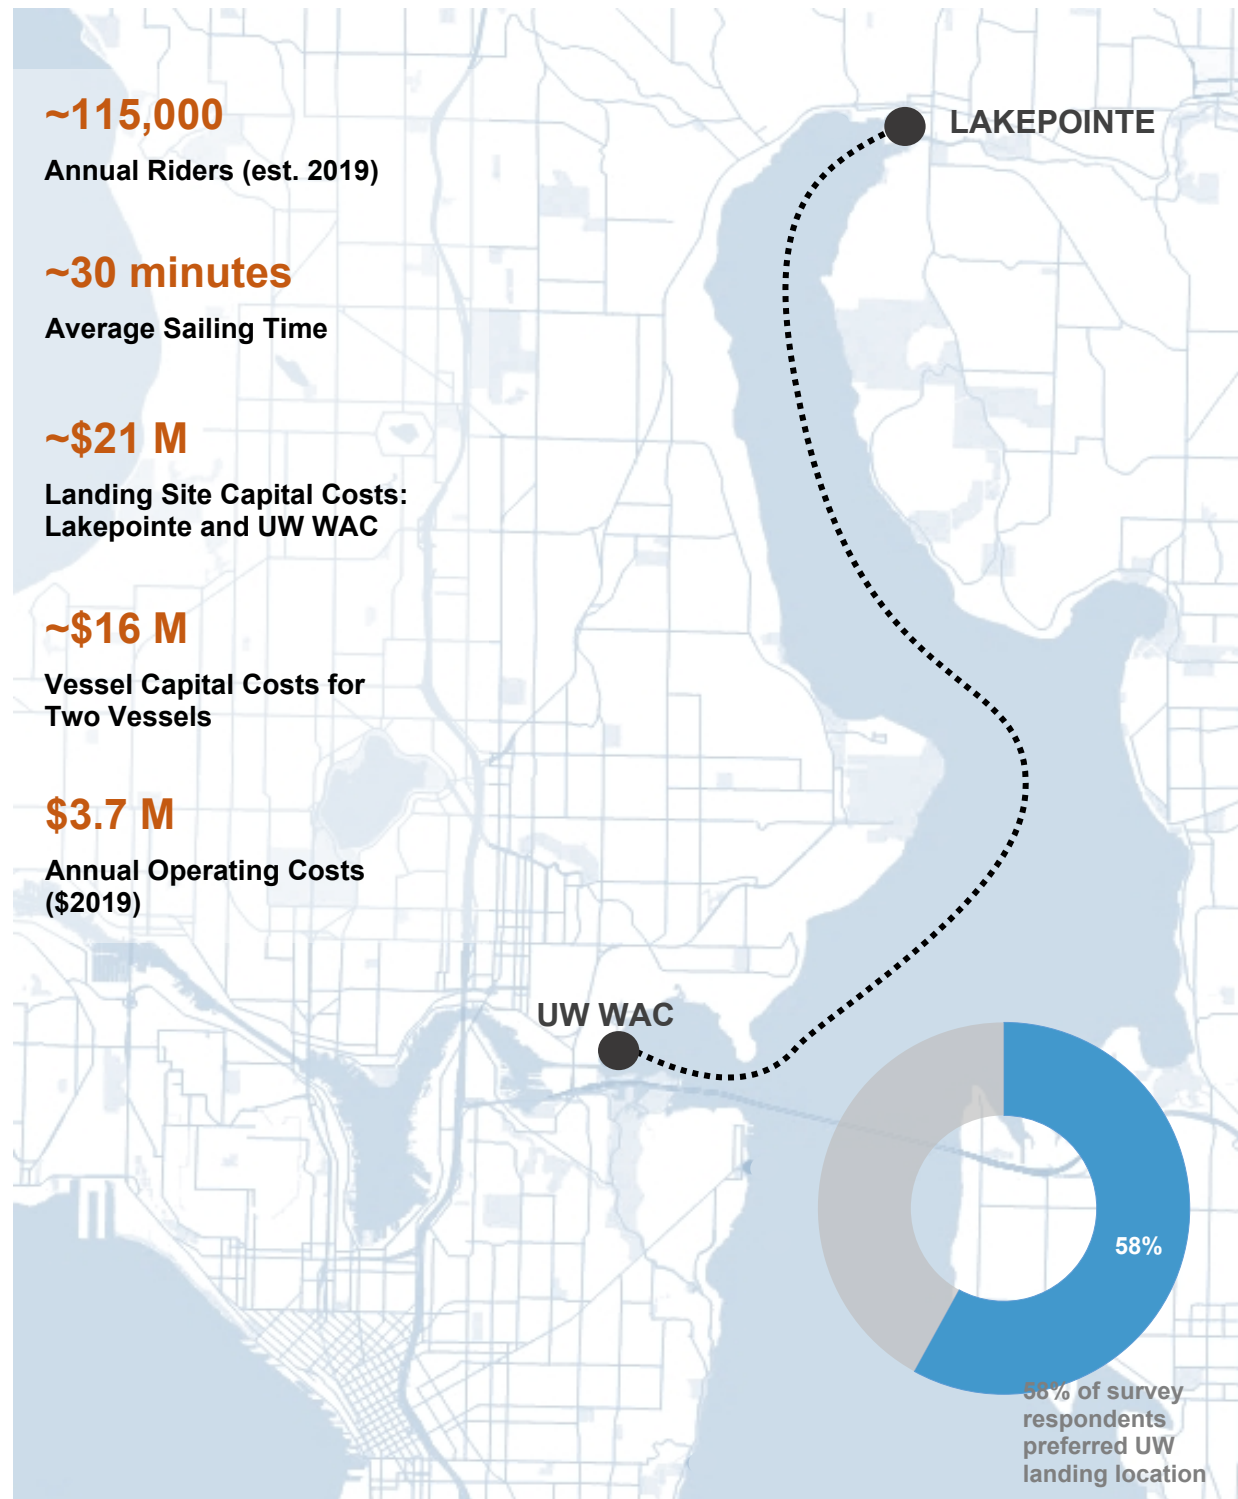 ~115,000
Annual Riders (est. 2019)
~30 minutes
Average Sailing Time
~$21 M
Landing Site Capital Costs:
Lakepointe and UW WAC
~$16 M
Vessel Capital Costs for
Two Vessels
$3.7 M
Annual Operating Costs
($2019)
LAKEPOINTE
UW WAC
58%
58% of survey
respondents
preferred UW
landing location